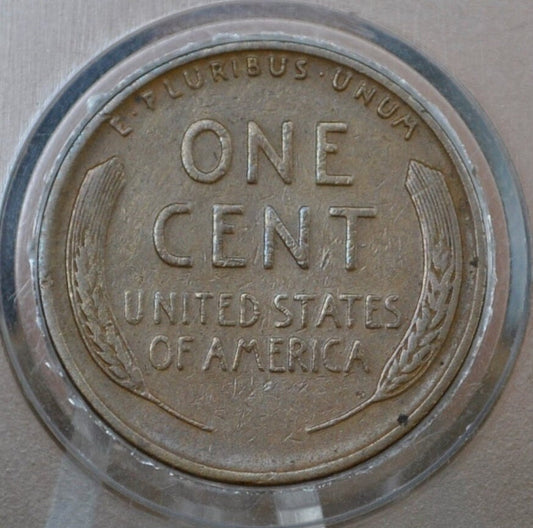 E·PLURIBUS·UNUM
ONE
CENT
UNITED STATES
OF AMERICA